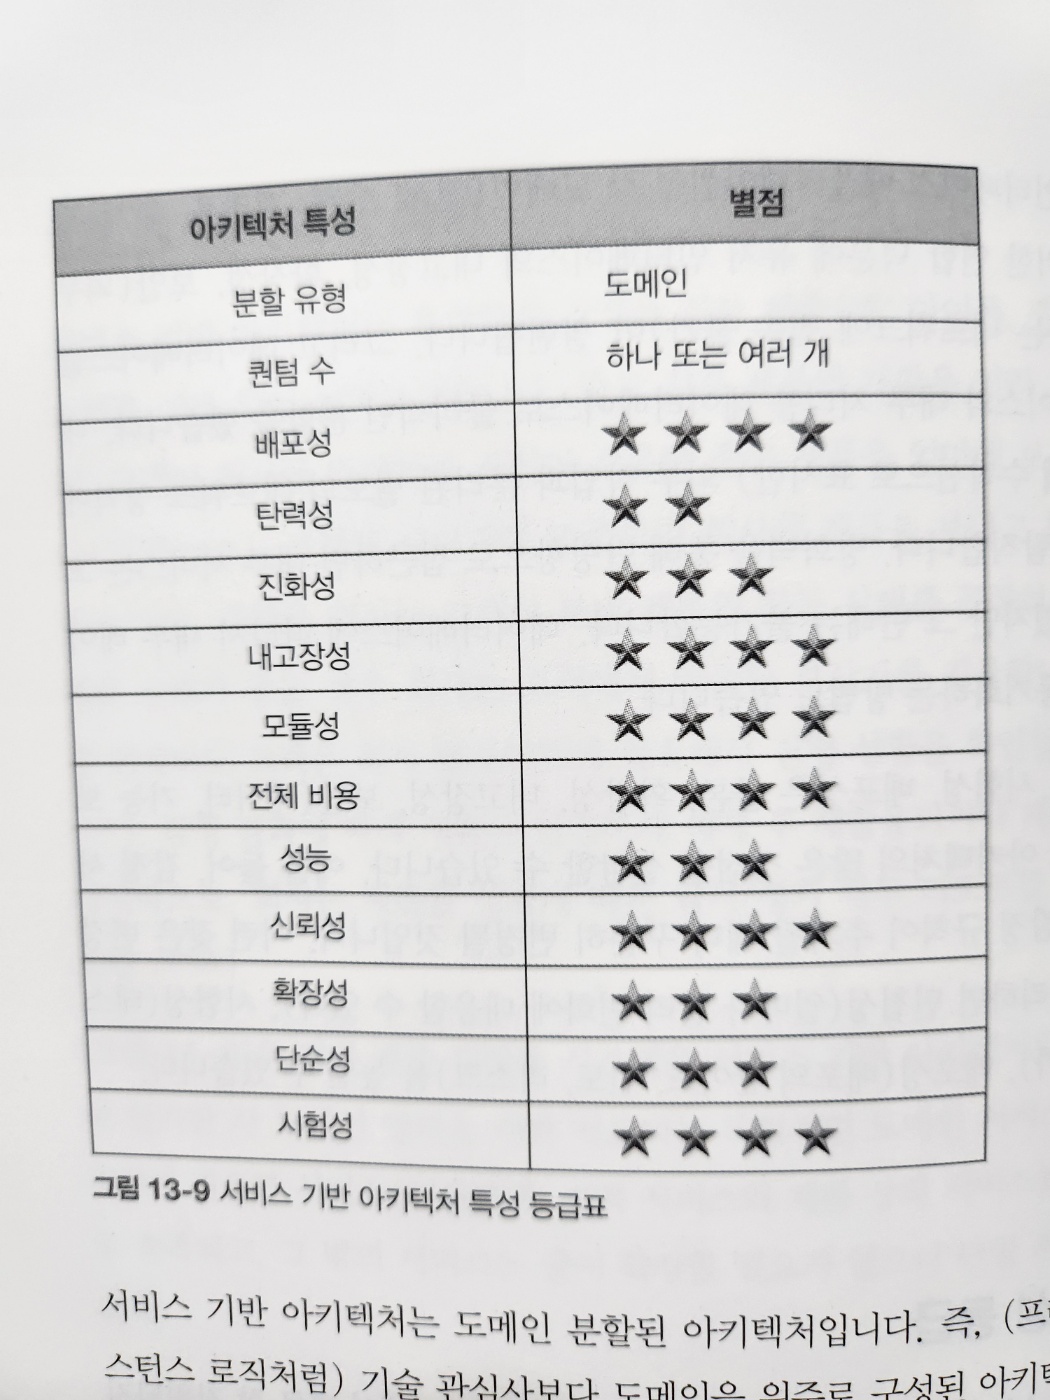 아키텍처 특성 별점
분할 유형 도메인
퀀텀 수 하나 또는 여러 개
배포성 ★★★★
탄력성 ★★
진화성 ★★★
내고장성 ★★★★
모듈성 ★★★★
전체 비용 ★★★★
성능 ★★★
신뢰성 ★★★★
확장성 ★★★
단순성 ★★★
시험성 ★★★★
그림 13-9 서비스 기반 아키텍처 특성 등급표
서비스 기반 아키텍처는 도메인 분할된 아키텍처입니다. 즉,
스턴스 로직처럼) 기술 관심사보다 도메인을 위주로 구성된